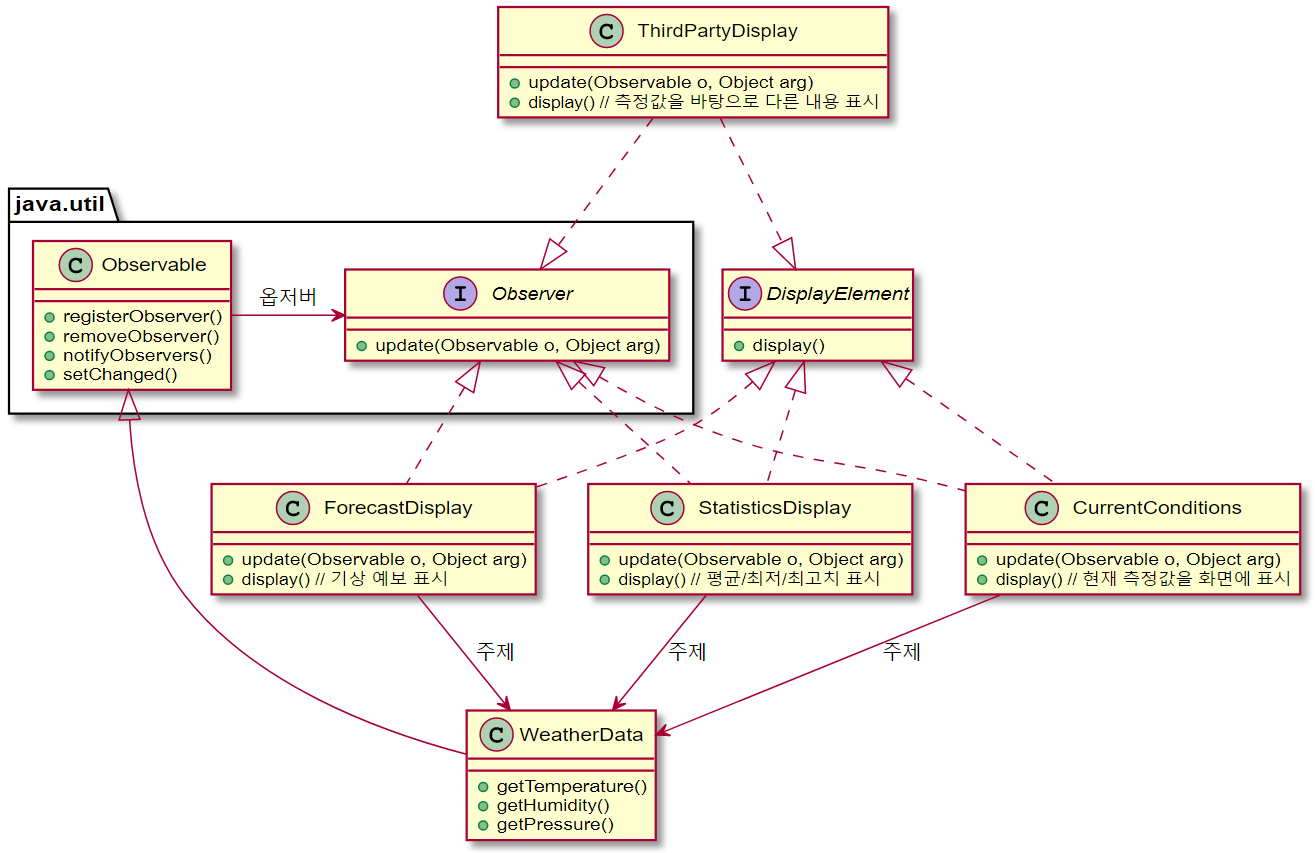 C ThirdPartyDisplay
update(Observable o, Object arg)
display() // 측정값을 바탕으로 다른 내용 표시
java.util
C Observable
registerObserver()
removeObserver()
notifyObservers()
setChanged()
옵저버
I Observer
update(Observable o, Object arg)
I DisplayElement
display()
C ForecastDisplay
update(Observable o, Object arg)
display() // 기상 예보 표시
C StatisticsDisplay
update(Observable o, Object arg)
display() // 평균/최저/최고치 표시
C CurrentConditions
update(Observable o, Object arg)
display() // 현재 측정값을 화면에 표시
주제
주제
주제
C WeatherData
getTemperature()
getHumidity()
getPressure()